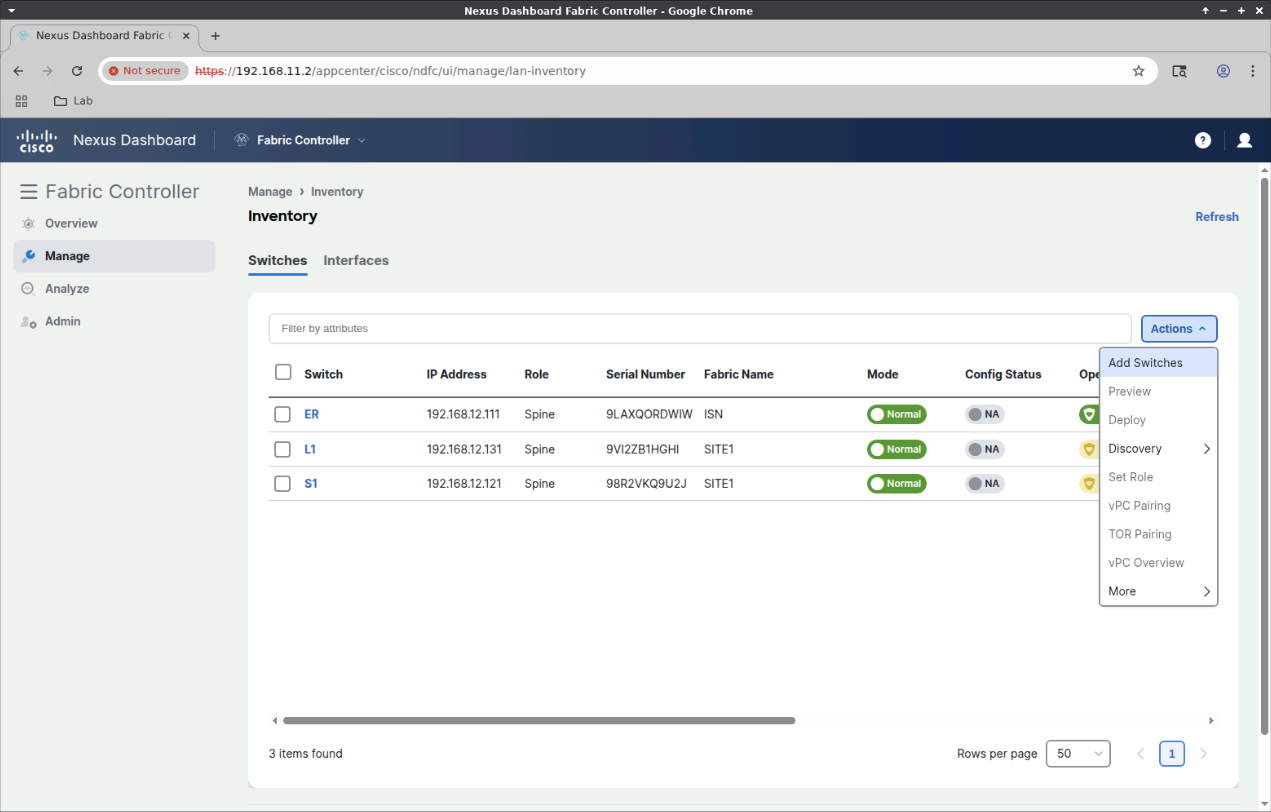 Nexus Dashboard Fabric Controller - Google Chrome
Nexus Dashboard Fabric C
Not secure https://192.168.11.2/appcenter/cisco/ndfc/ui/manage/lan-inventory
Lab
CISCO Nexus Dashboard Fabric Controller
Fabric Controller
Overview
Manage
Analyze
Admin
Manage > Inventory
Inventory
Refresh
Switches Interfaces
Filter by attributes Actions
Switch IP Address Role Serial Number Fabric Name Mode Config Status Ope
ER 192.168.12.111 Spine 9LAXQORDWIW ISN Normal NA
L1 192.168.12.131 Spine 9VI2ZB1HGHI SITE1 Normal NA
S1 192.168.12.121 Spine 98R2VKQ9U2J SITE1 Normal NA
Add Switches
Preview
Deploy
Discovery
Set Role
vPC Pairing
TOR Pairing
vPC Overview
More
3 items found Rows per page 50 1